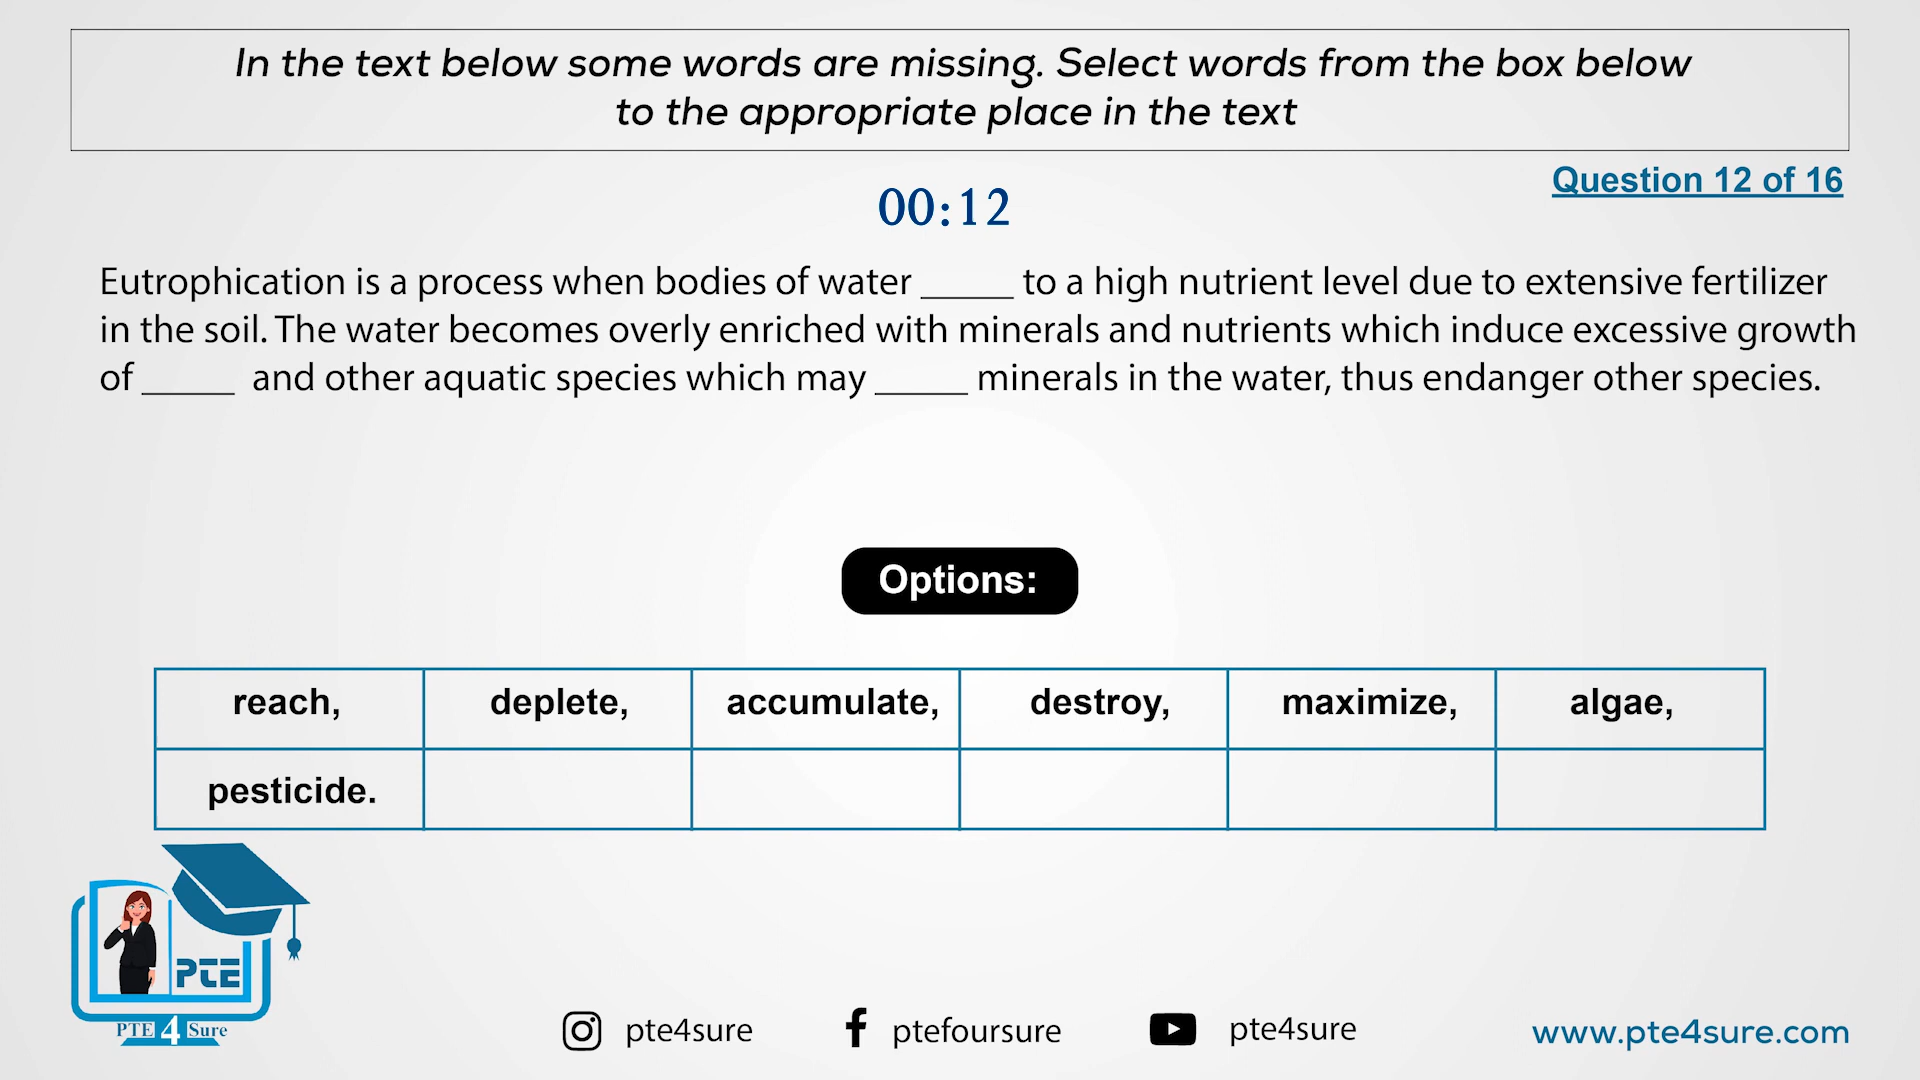 In the text below some words are missing. Select words from the box below
to the appropriate place in the text
Question 12 of 16
00:12
Eutrophication is a process when bodies of water _____ to a high nutrient level due to extensive fertilizer
in the soil. The water becomes overly enriched with minerals and nutrients which induce excessive growth
of _____ and other aquatic species which may _____ minerals in the water, thus endanger other species.
Options:
reach, deplete, accumulate, destroy, maximize, algae,
pesticide.
PTE
PTE 4 Sure
pte4sure ptefoursure pte4sure www.pte4sure.com